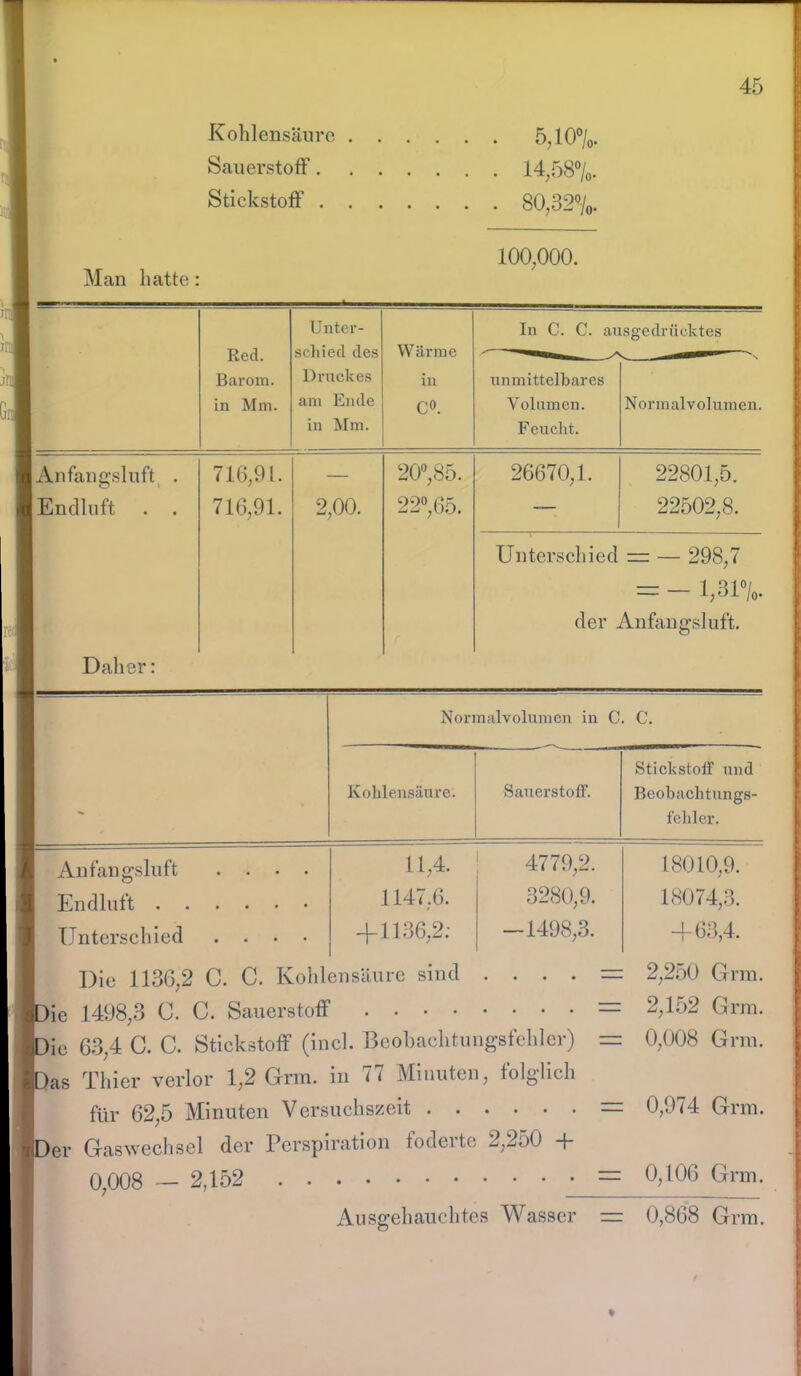 45
Kohlensäure . . . . . . 5,10%.
Sauerstoff . . . . . . . 14,58%.
Stickstoff . . . . . . . 80,32%.
100,000.
Man hatte:
Red. Barom. in Mm.
Unterschied des Druckes am Ende in Mm.
Wärme in C⁰.
In C. C. ausgedrücktes
unmittelbares Volumen. Feucht.
Normalvolumen.
Anfangsluft . 716,91. — 20⁰,85. 26670,1. 22801,5.
Endluft . . 716,91. 2,00. 22⁰,65. — 22502,8.
Unterschied = — 298,7
= — 1,31%.
der Anfangsluft.
Daher:
Normalvolumen in C. C.
Kohlensäure.
Sauerstoff.
Stickstoff und Beobachtungs-
fehler.
Anfangsluft . . . . 11,4. 4779,2. 18010,9.
Endluft . . . . . . 1147,6. 3280,9. 18074,3.
Unterschied . . . . +1136,2: —1498,3. +63,4.
Die 1136,2 C. C. Kohlensäure sind . . . . = 2,250 Grm.
Die 1498,3 C. C. Sauerstoff . . . . . . . . = 2,152 Grm.
Die 63,4 C. C. Stickstoff (incl. Beobachtungsfehler) = 0,008 Grm.
Das Thier verlor 1,2 Grm. in 77 Minuten, folglich
für 62,5 Minuten Versuchszeit . . . . . . = 0,974 Grm.
Der Gaswechsel der Perspiration foderte 2,250 +
0,008 — 2,152 . . . . . . . . . . . . = 0,106 Grm.
Ausgehauchtes Wasser = 0,868 Grm.